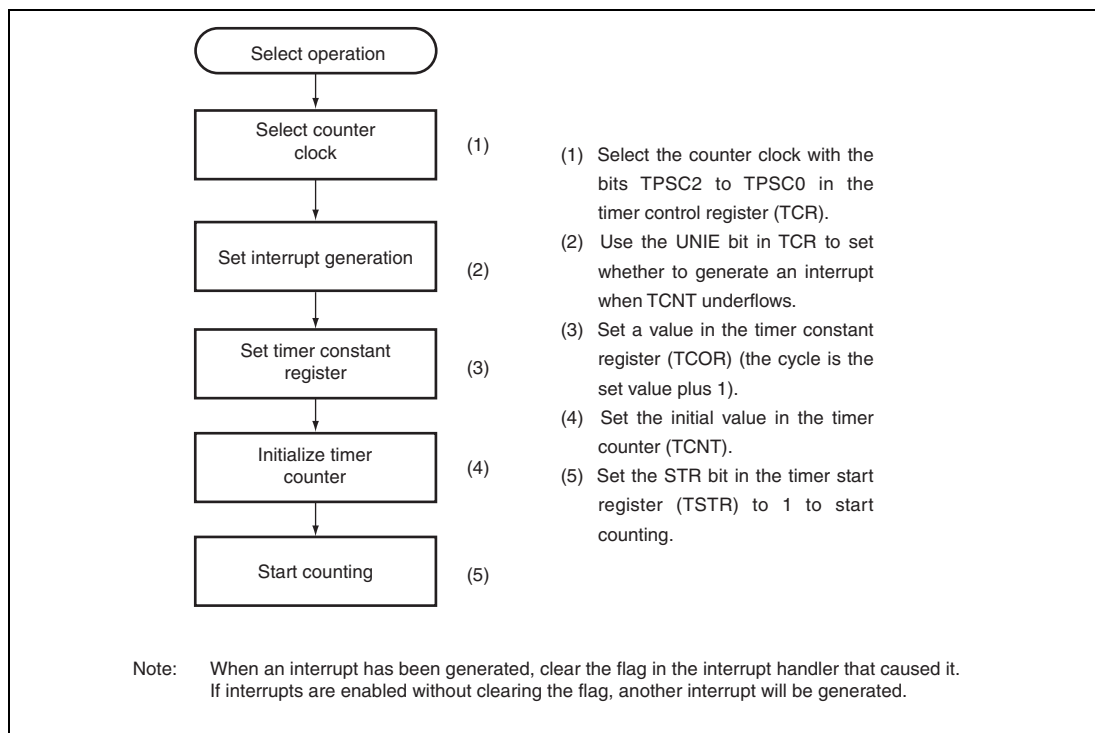 Select operation
Select counter
clock
(1)
Set interrupt generation
(2)
Set timer constant
register
(3)
Initialize timer
counter
(4)
Start counting
(5)
(1) Select the counter clock with the
bits TPSC2 to TPSC0 in the
timer control register (TCR).
(2) Use the UNIE bit in TCR to set
whether to generate an interrupt
when TCNT underflows.
(3) Set a value in the timer constant
register (TCOR) (the cycle is the
set value plus 1).
(4) Set the initial value in the timer
counter (TCNT).
(5) Set the STR bit in the timer start
register (TSTR) to 1 to start
counting.
Note: When an interrupt has been generated, clear the flag in the interrupt handler that caused it.
If interrupts are enabled without clearing the flag, another interrupt will be generated.